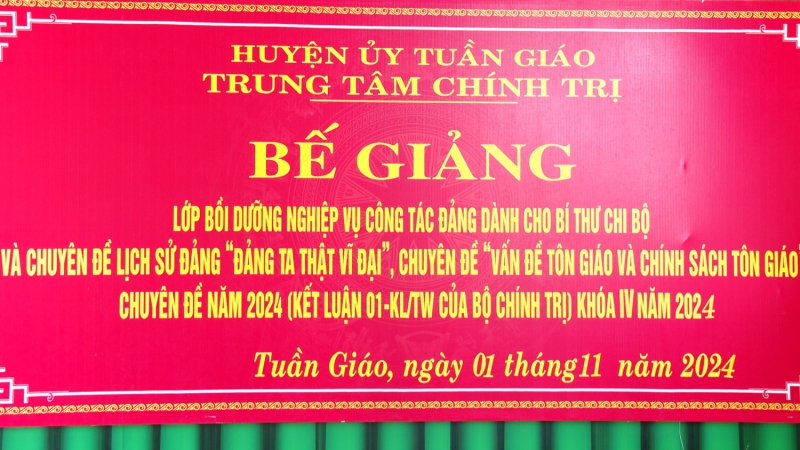 HUYỆN ỦY TUẦN GIÁO
TRUNG TÂM CHÍNH TRỊ
BẾ GIẢNG
LỚP BỒI DƯỠNG NGHIỆP VỤ CÔNG TÁC ĐẢNG DÀNH CHO BÍ THƯ CHI BỘ
VÀ CHUYÊN ĐỀ LỊCH SỬ ĐẢNG "ĐẢNG TA THẬT VĨ ĐẠI", CHUYÊN ĐỀ "VẤN ĐỀ TÔN GIÁO VÀ CHÍNH SÁCH TÔN GIÁO"
CHUYÊN ĐỀ NĂM 2024 (KẾT LUẬN 01-KL/TW CỦA BỘ CHÍNH TRỊ) KHÓA IV NĂM 2024
Tuần Giáo, ngày 01 tháng11 năm 2024